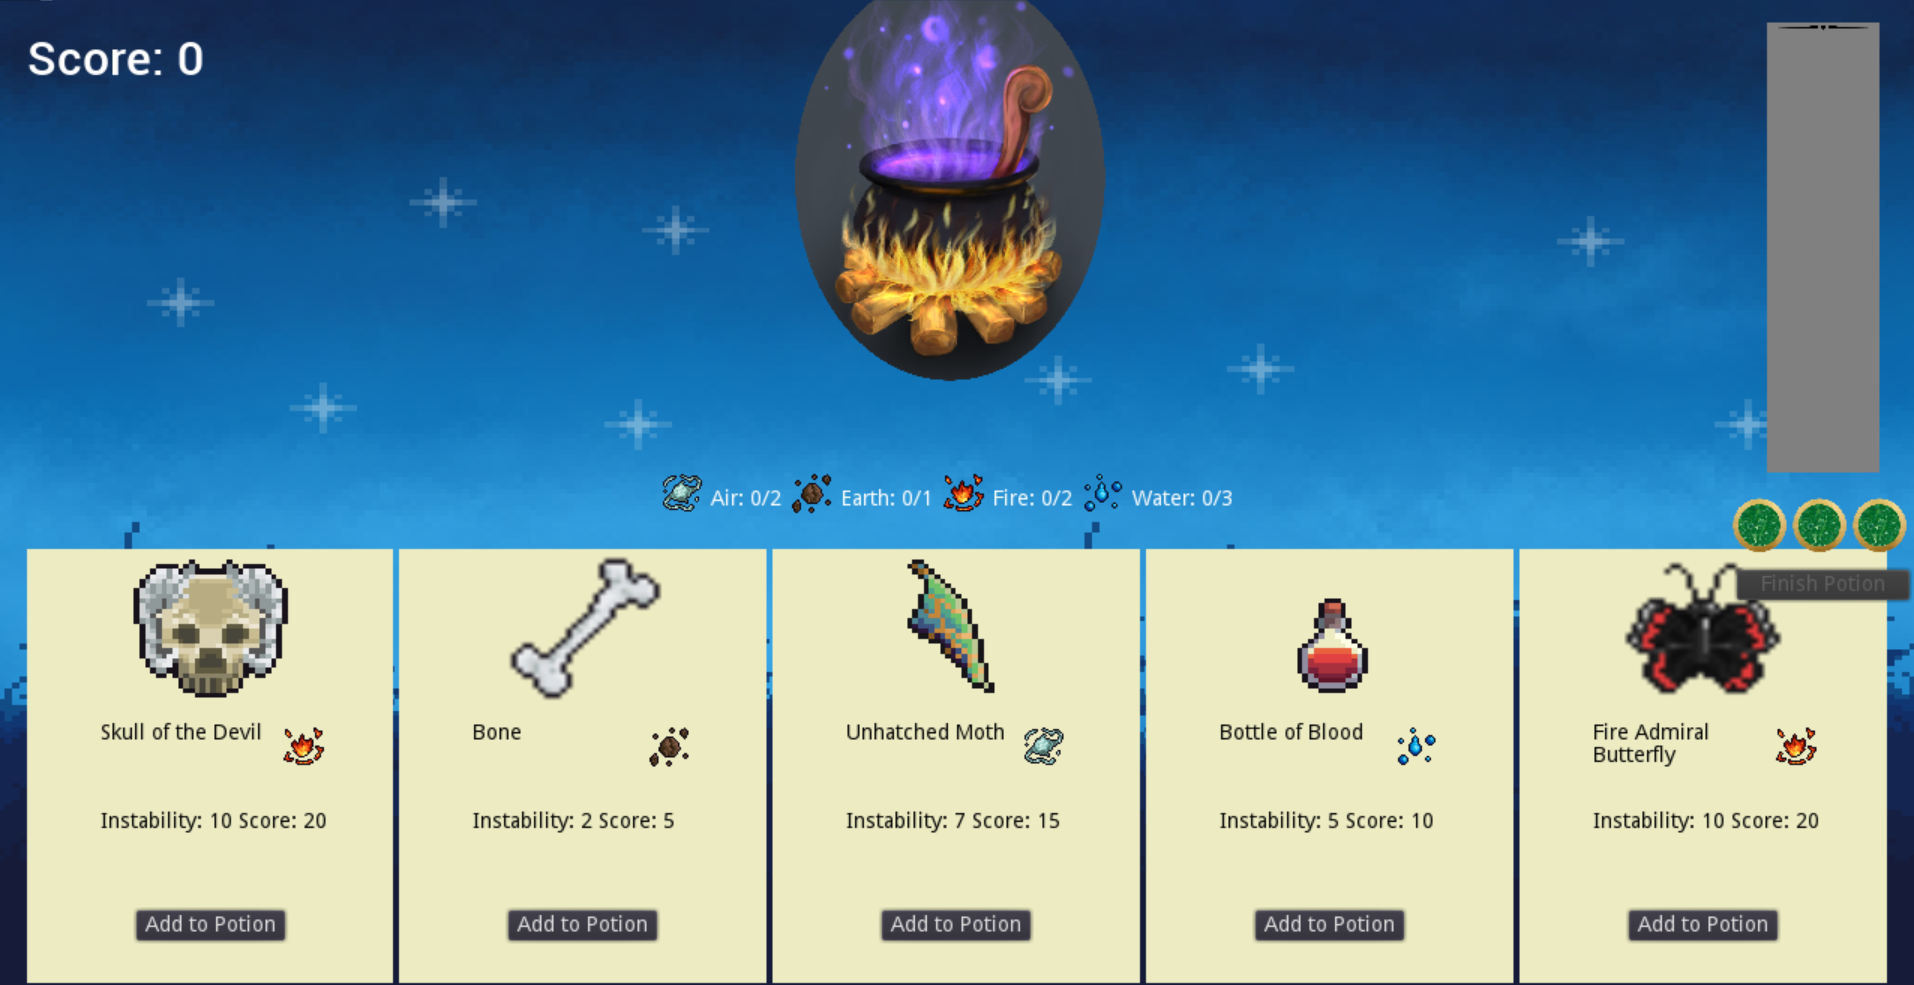 Score: 0
Air: 0/2 Earth: 0/1 Fire: 0/2 Water: 0/3
Finish Potion
Skull of the Devil
Instability: 10 Score: 20
Add to Potion
Bone
Instability: 2 Score: 5
Add to Potion
Unhatched Moth
Instability: 7 Score: 15
Add to Potion
Bottle of Blood
Instability: 5 Score: 10
Add to Potion
Fire Admiral
Butterfly
Instability: 10 Score: 20
Add to Potion